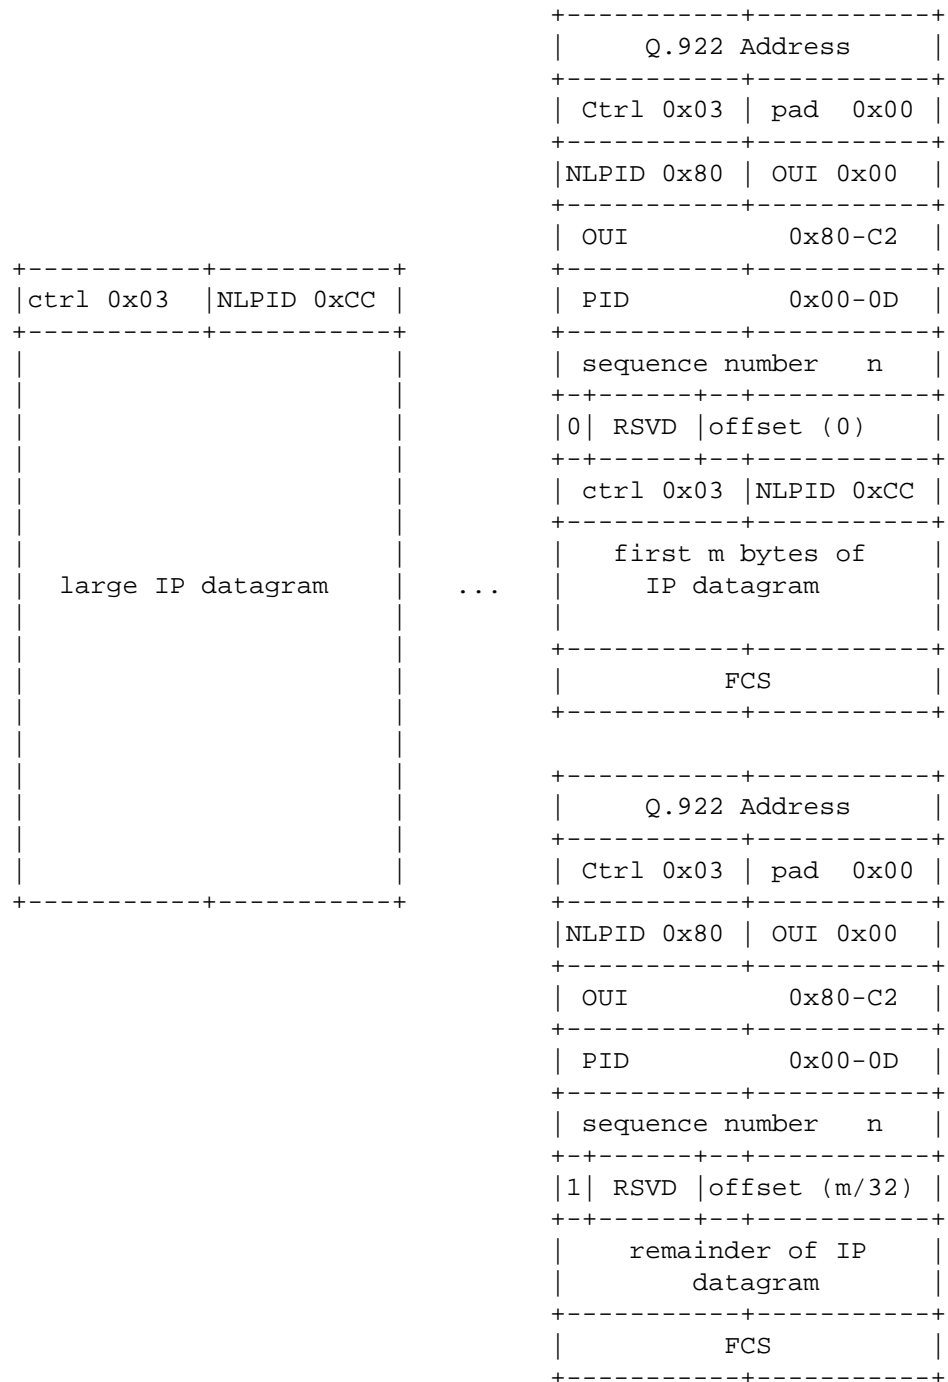 Q.922 Address
Ctrl 0x03 | pad 0x00
NLPID 0x80 | OUI 0x00
OUI 0x80-C2
ctrl 0x03 |NLPID 0xCC
PID 0x00-0D
sequence number n
0| RSVD |offset (0)
ctrl 0x03 |NLPID 0xCC
first m bytes of
large IP datagram ... IP datagram
FCS
Q.922 Address
Ctrl 0x03 | pad 0x00
NLPID 0x80 | OUI 0x00
OUI 0x80-C2
PID 0x00-0D
sequence number n
1| RSVD |offset (m/32)
remainder of IP
datagram
FCS